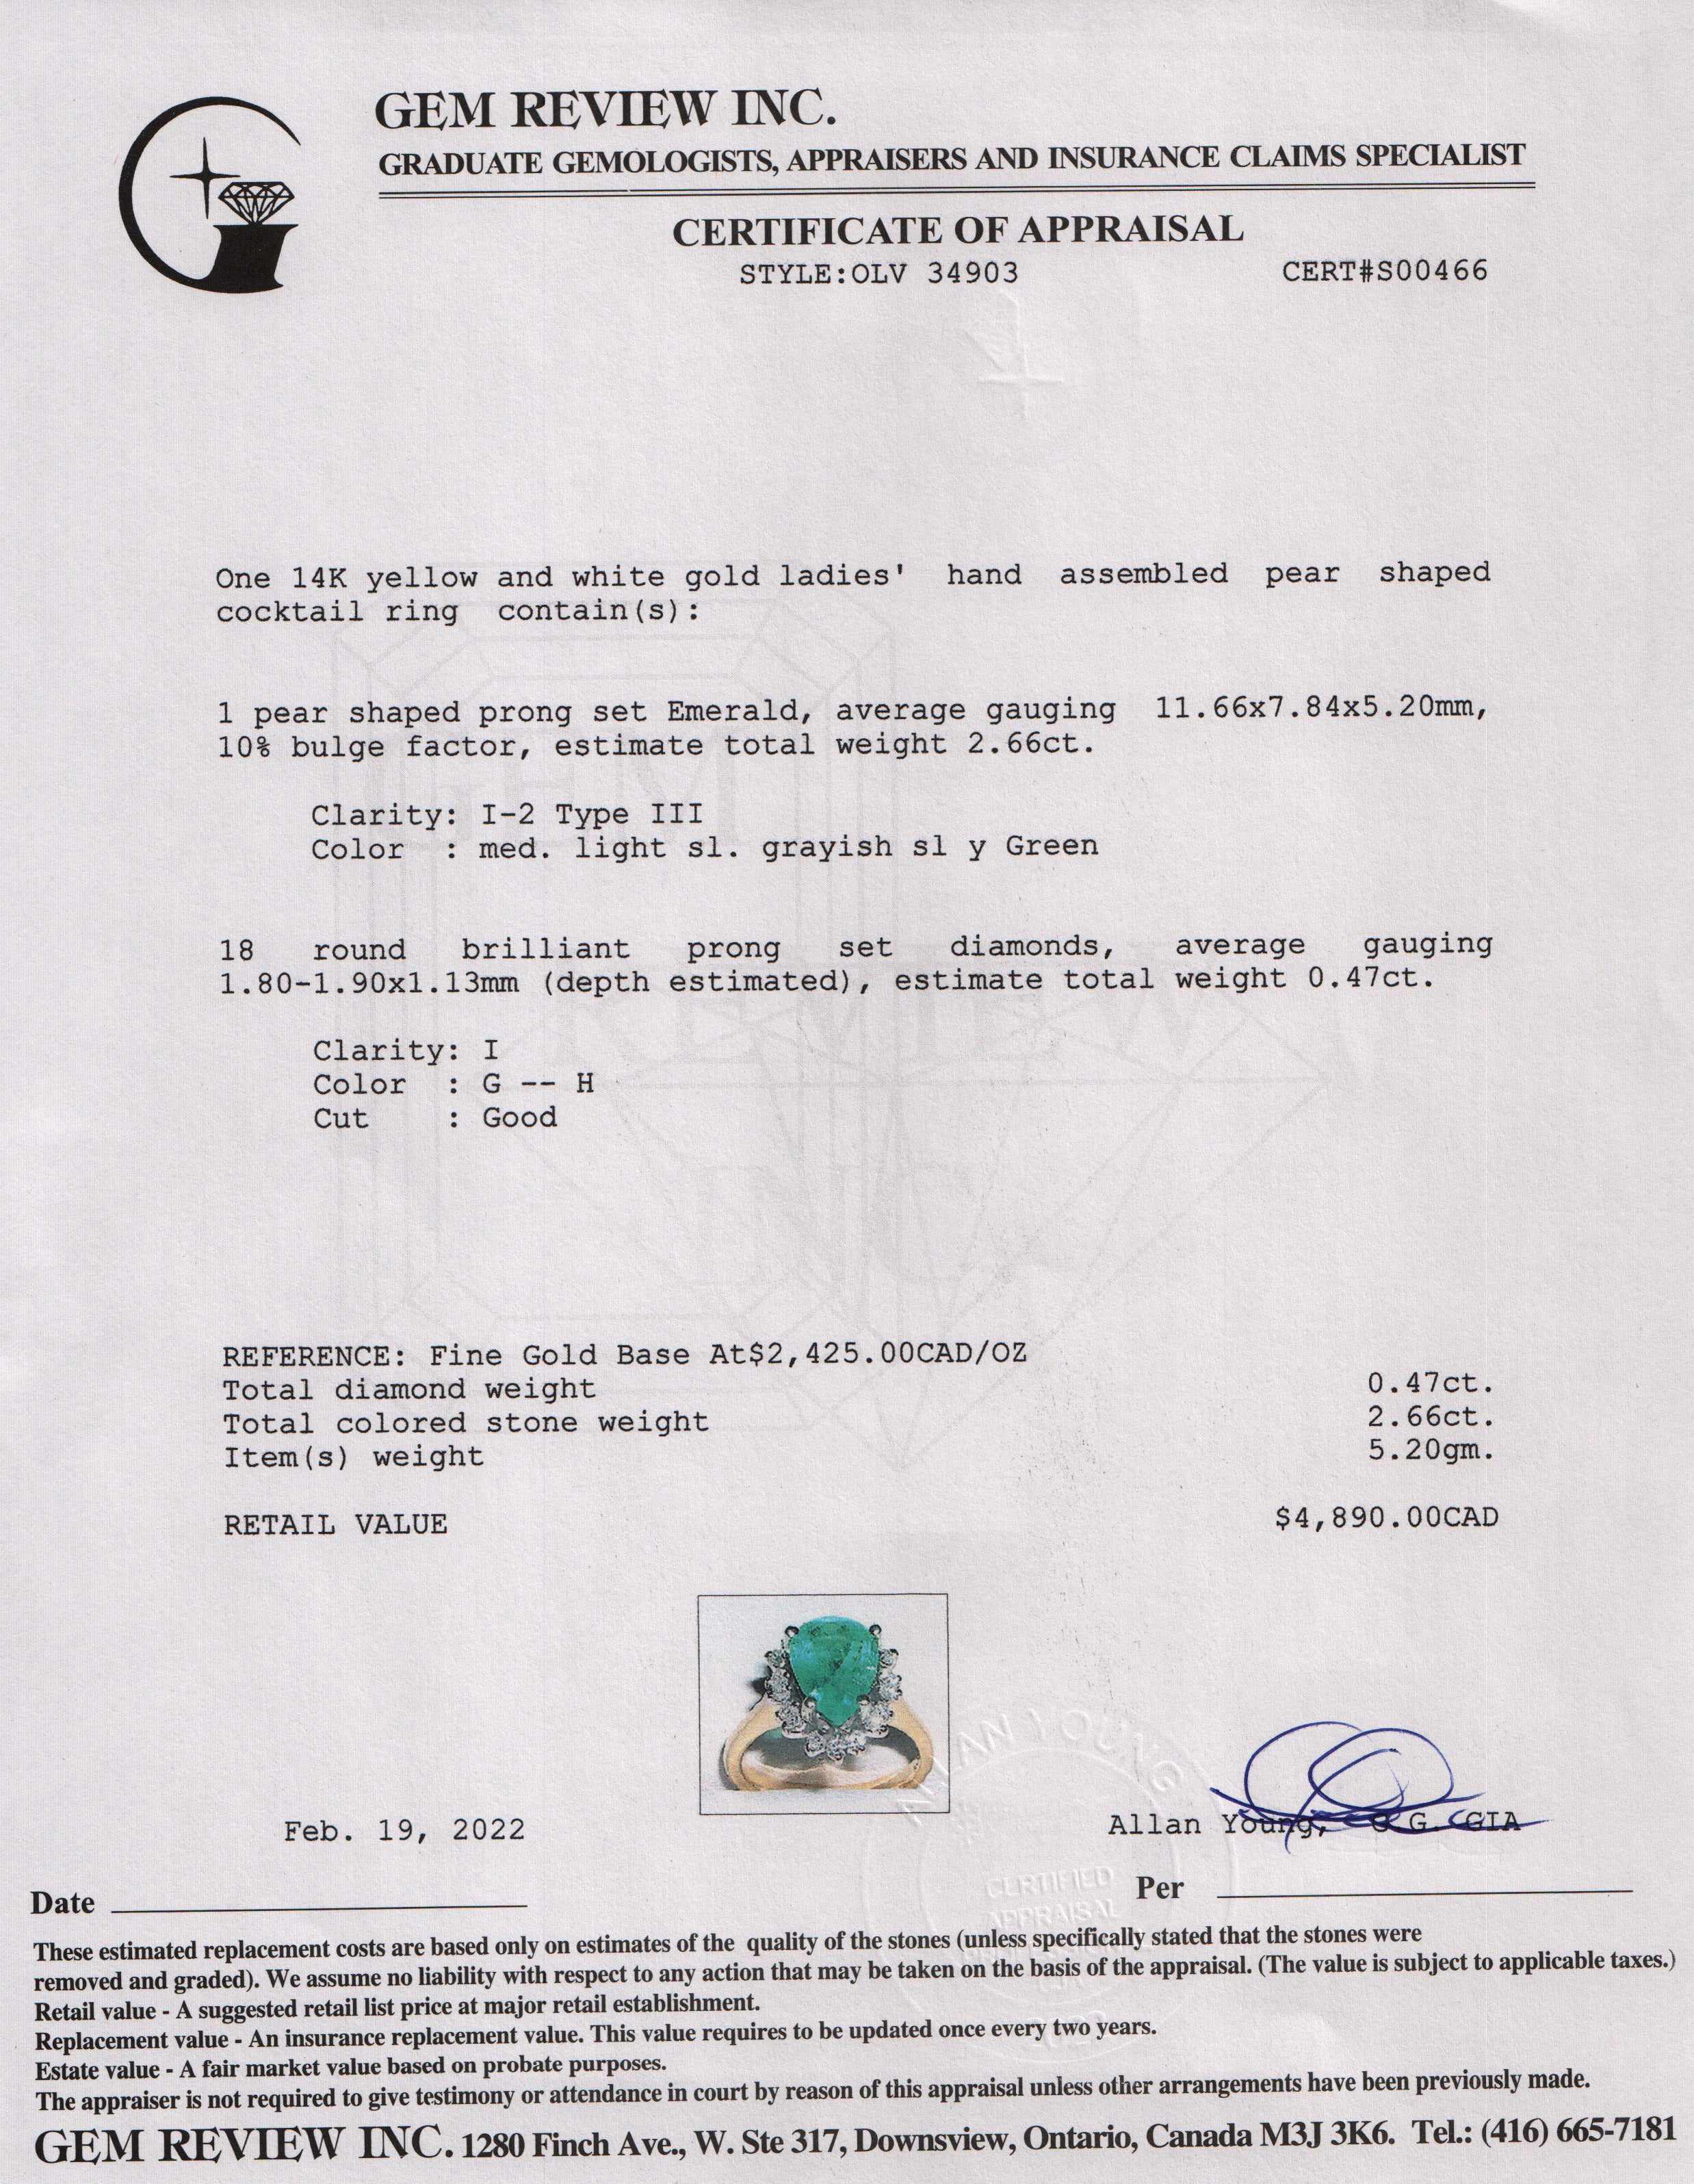 GEM REVIEW INC.
GRADUATE GEMOLOGISTS, APPRAISERS AND INSURANCE CLAIMS SPECIALIST
CERTIFICATE OF APPRAISAL
STYLE:OLV 34903
CERT#S00466
One 14K yellow and white gold ladies' hand assembled pear shaped
cocktail ring contain(s):
1 pear shaped prong set Emerald, average gauging 11.66x7.84x5.20mm,
10% bulge factor, estimate total weight 2.66ct.
Clarity: I-2 Type III
Color : med. light sl. grayish sl y Green
18 round brilliant prong set diamonds, average gauging
1.80-1.90x1.13mm (depth estimated), estimate total weight 0.47ct.
Clarity: I
Color : G -- H
Cut : Good
REFERENCE: Fine Gold Base At$2,425.00CAD/OZ
Total diamond weight 0.47ct.
Total colored stone weight 2.66ct.
Item(s) weight 5.20gm.
RETAIL VALUE $4,890.00CAD
ALLAN YOUNG
CERTIFIED
APPRAISAL
Feb. 19, 2022
Allan Young, G.G. GIA
Date
Per
These estimated replacement costs are based only on estimates of the quality of the stones (unless specifically stated that the stones were
removed and graded). We assume no liability with respect to any action that may be taken on the basis of the appraisal. (The value is subject to applicable taxes.)
Retail value - A suggested retail list price at major retail establishment.
Replacement value - An insurance replacement value. This value requires to be updated once every two years.
Estate value - A fair market value based on probate purposes.
The appraiser is not required to give testimony or attendance in court by reason of this appraisal unless other arrangements have been previously made.
GEM REVIEW INC. 1280 Finch Ave., W. Ste 317, Downsview, Ontario, Canada M3J 3K6. Tel.: (416) 665-7181